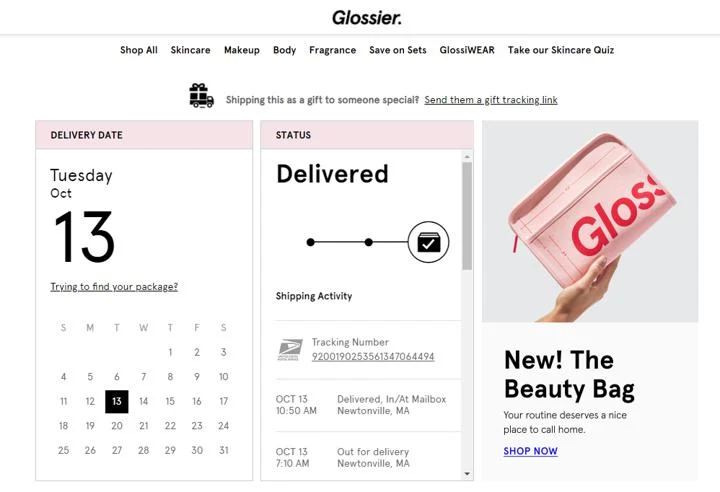 Glossier.
Shop All Skincare Makeup Body Fragrance Save on Sets GlossiWEAR Take our Skincare Quiz
Shipping this as a gift to someone special? Send them a gift tracking link
DELIVERY DATE
Tuesday
Oct
13
Trying to find your package?
S M T W T F S
1 2 3
4 5 6 7 8 9 10
11 12 13 14 15 16 17
18 19 20 21 22 23 24
25 26 27 28 29 30 31
STATUS
Delivered
Shipping Activity
Tracking Number
9200190253561347064494
OCT 13 Delivered, In/At Mailbox
10:50 AM Newtonville, MA
OCT 13 Out for delivery
7:10 AM Newtonville, MA
Gloss
New! The
Beauty Bag
Your routine deserves a nice
place to call home.
SHOP NOW